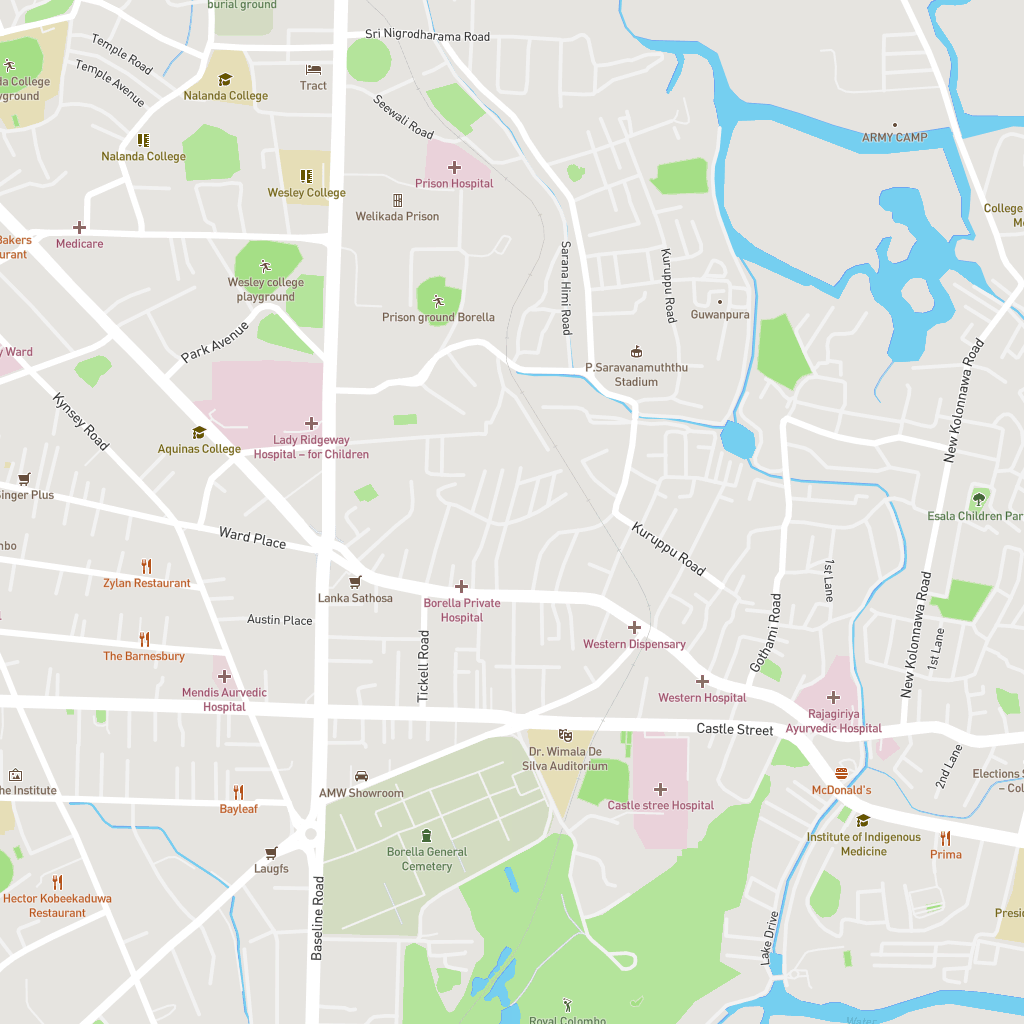 burial ground
Sri Nigrodharama Road
Temple Road
Temple Avenue
da College
yground
Nalanda College
Tract
Seewali Road
ARMY CAMP
Nalanda College
Prison Hospital
Wesley College
Welikada Prison
College
Medicare
Bakers
urant
Sarana Himi Road
Kuruppu Road
Wesley college
playground
Prison ground Borella
Guwanpura
Park Avenue
y Ward
P.Saravanamuththu
Stadium
New Kolonnawa Road
Kynsey Road
Lady Ridgeway
Hospital – for Children
Aquinas College
Singer Plus
Esala Children Par
Ward Place
Kuruppu Road
mbo
Zylan Restaurant
Lanka Sathosa
Borella Private
Hospital
1st Lane
Austin Place
Tickell Road
Gothami Road
New Kolonnawa Road
1st Lane
The Barnesbury
Western Dispensary
Mendis Aurvedic
Hospital
Western Hospital
Rajagiriya
Ayurvedic Hospital
Castle Street
Dr. Wimala De
Silva Auditorium
2nd Lane
Elections S
– Col
he Institute
AMW Showroom
McDonald's
Bayleaf
Castle stree Hospital
Institute of Indigenous
Medicine
Prima
Borella General
Cemetery
Laugfs
Hector Kobeekaduwa
Restaurant
Baseline Road
Lake Drive
Presid
Royal Colombo
Water